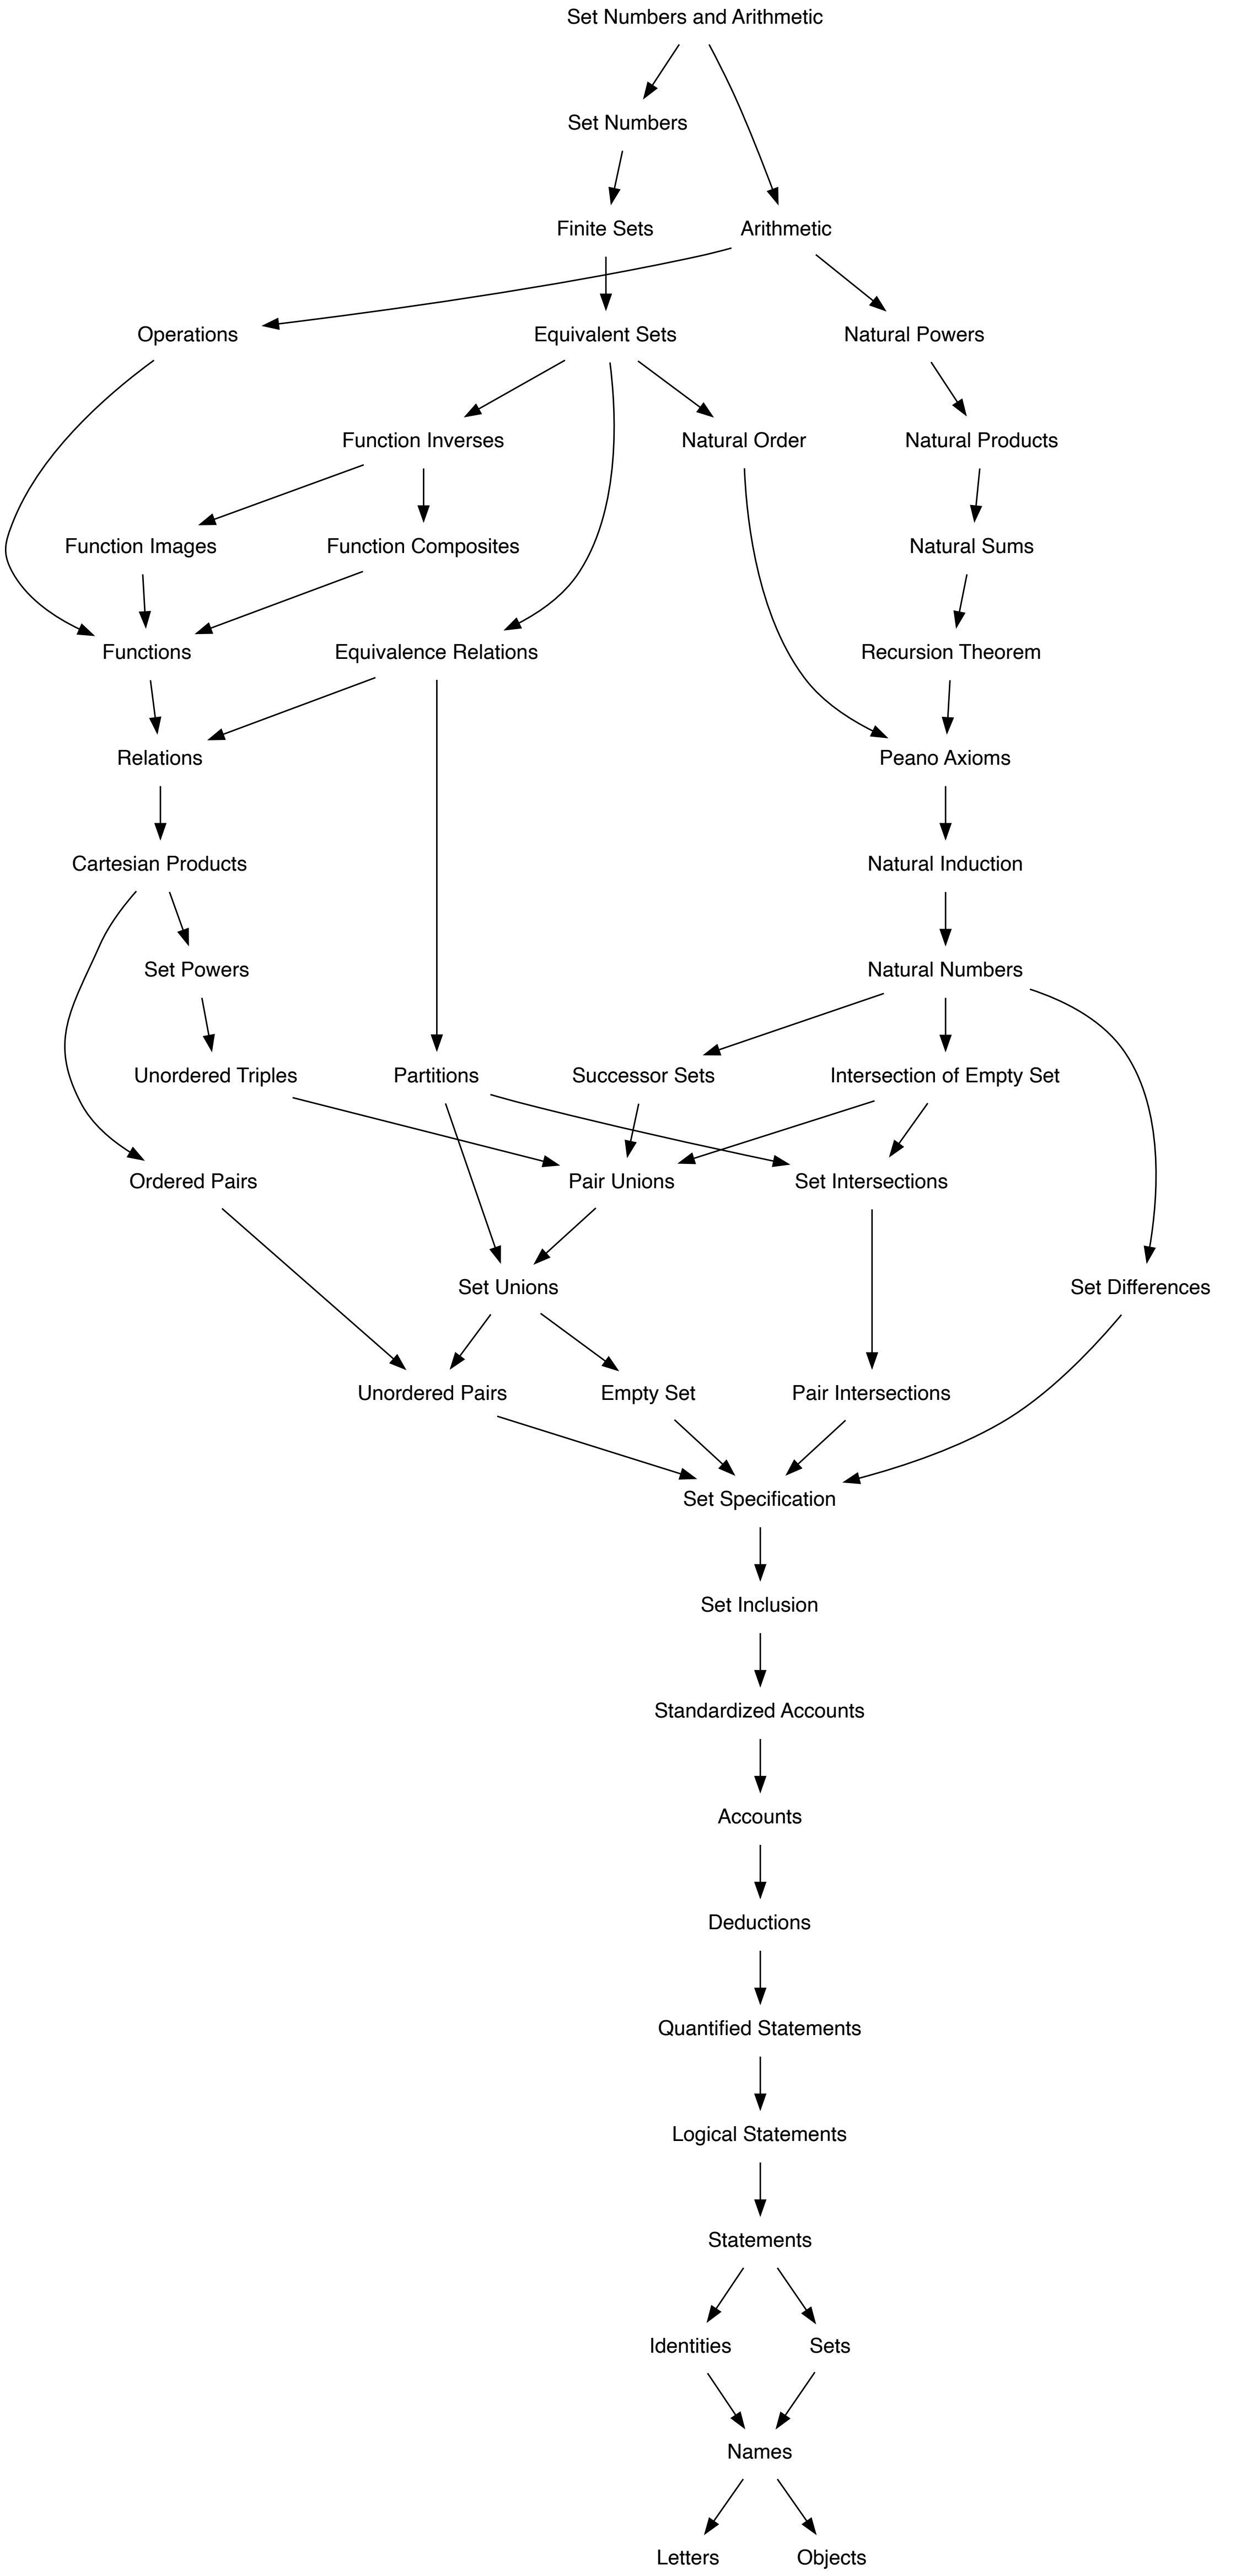 Set Numbers and Arithmetic
Set Numbers
Finite Sets
Arithmetic
Operations
Equivalent Sets
Natural Powers
Function Inverses
Natural Order
Natural Products
Function Images
Function Composites
Natural Sums
Functions
Equivalence Relations
Recursion Theorem
Relations
Peano Axioms
Cartesian Products
Natural Induction
Set Powers
Natural Numbers
Unordered Triples
Partitions
Successor Sets
Intersection of Empty Set
Ordered Pairs
Pair Unions
Set Intersections
Set Unions
Set Differences
Unordered Pairs
Empty Set
Pair Intersections
Set Specification
Set Inclusion
Standardized Accounts
Accounts
Deductions
Quantified Statements
Logical Statements
Statements
Identities
Sets
Names
Letters
Objects